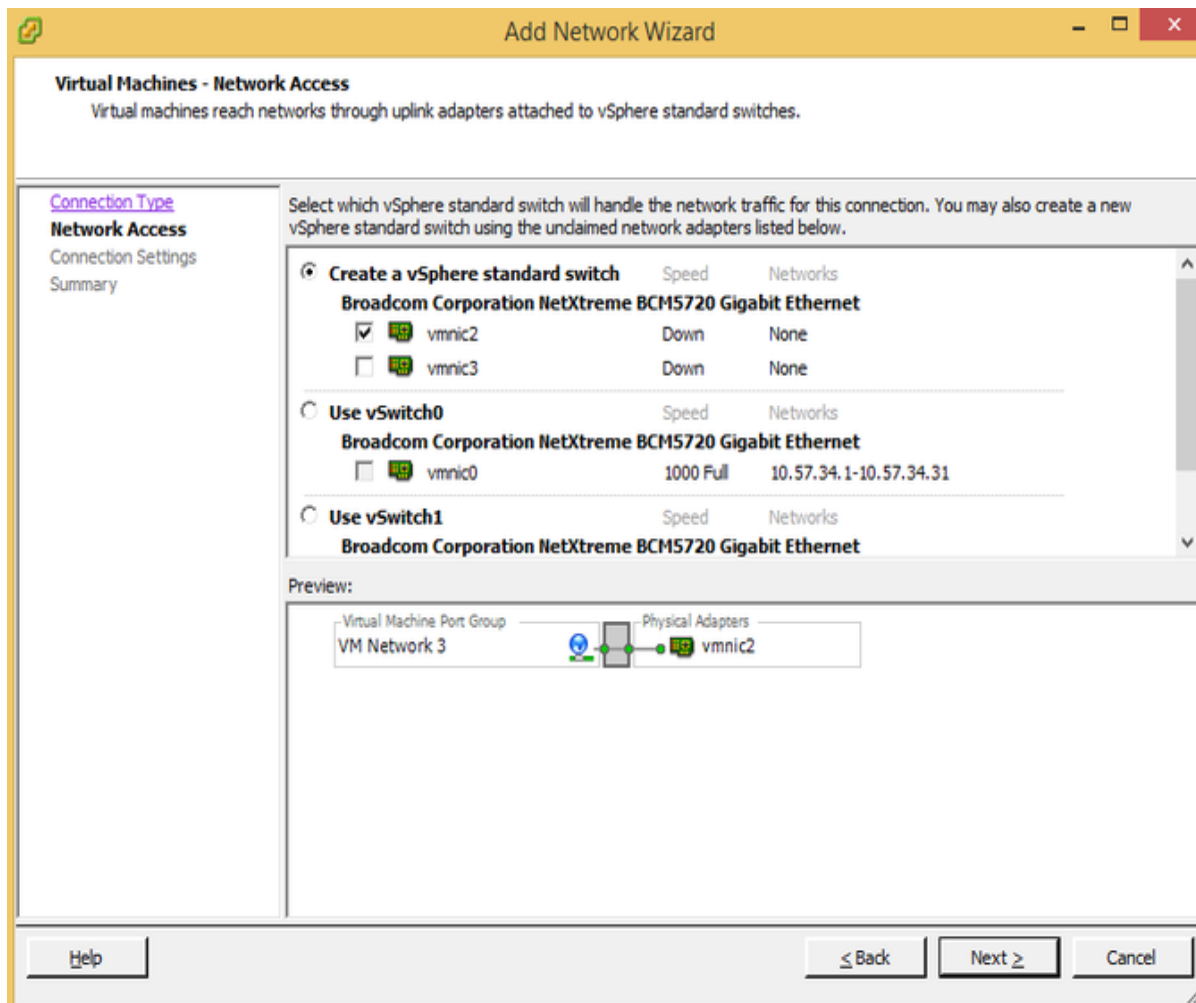 Add Network Wizard
Virtual Machines - Network Access
Virtual machines reach networks through uplink adapters attached to vSphere standard switches.
Connection Type
Network Access
Connection Settings
Summary
Select which vSphere standard switch will handle the network traffic for this connection. You may also create a new
vSphere standard switch using the unclaimed network adapters listed below.
Create a vSphere standard switch Speed Networks
Broadcom Corporation NetXtreme BCM5720 Gigabit Ethernet
vmnic2 Down None
vmnic3 Down None
Use vSwitch0 Speed Networks
Broadcom Corporation NetXtreme BCM5720 Gigabit Ethernet
vmnic0 1000 Full 10.57.34.1-10.57.34.31
Use vSwitch1 Speed Networks
Broadcom Corporation NetXtreme BCM5720 Gigabit Ethernet
Preview:
Virtual Machine Port Group Physical Adapters
VM Network 3 vmnic2
Help < Back Next > Cancel